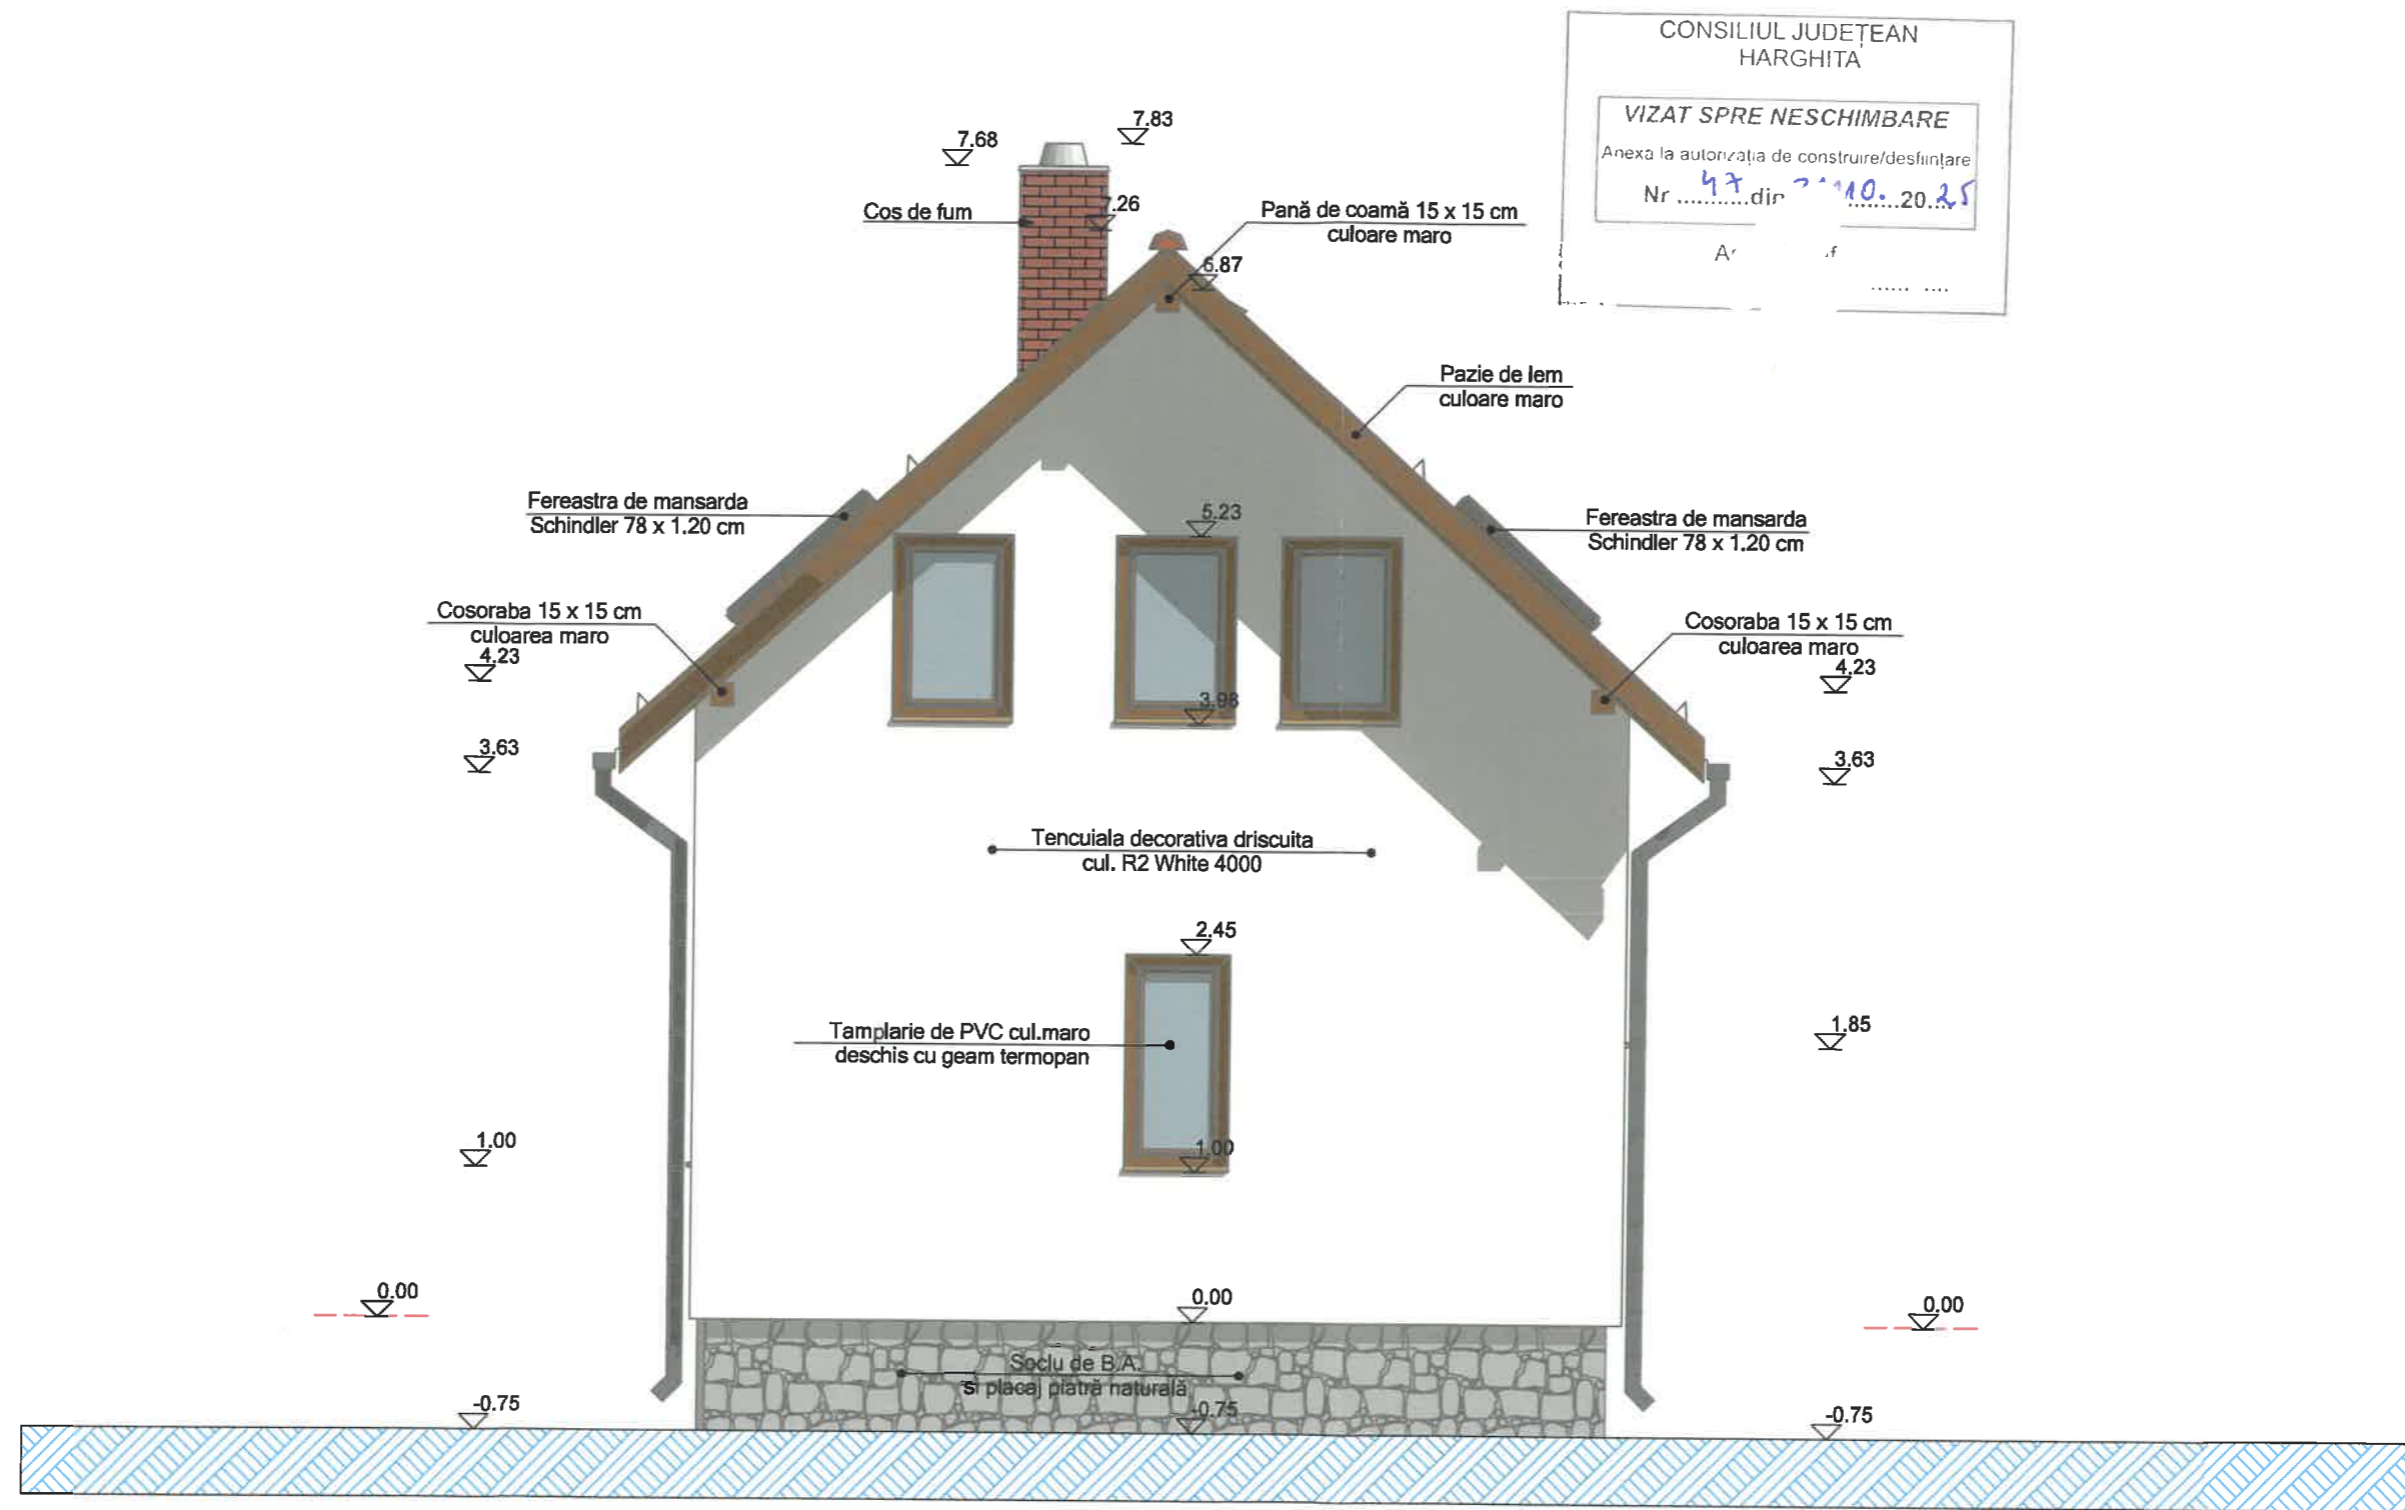 CONSILIUL JUDEȚEAN
HARGHITA
VIZAT SPRE NESCHIMBARE
Anexa la autorizația de construire/desființare
Nr ...47...din 10. ...20.25
7.68
7.83
Cos de fum
7.26
Pană de coamă 15 x 15 cm
culoare maro
6.87
Pazie de lem
culoare maro
Fereastra de mansarda
Schindler 78 x 1.20 cm
5.23
Fereastra de mansarda
Schindler 78 x 1.20 cm
Cosoraba 15 x 15 cm
culoarea maro
4.23
Cosoraba 15 x 15 cm
culoarea maro
4.23
3.98
3.63
3.63
Tencuiala decorativa driscuita
cul. R2 White 4000
2.45
Tamplarie de PVC cul.maro
deschis cu geam termopan
1.85
1.00
1.00
0.00
0.00
0.00
Soclu de B.A.
si placaj piatră naturală
-0.75
-0.75
-0.75